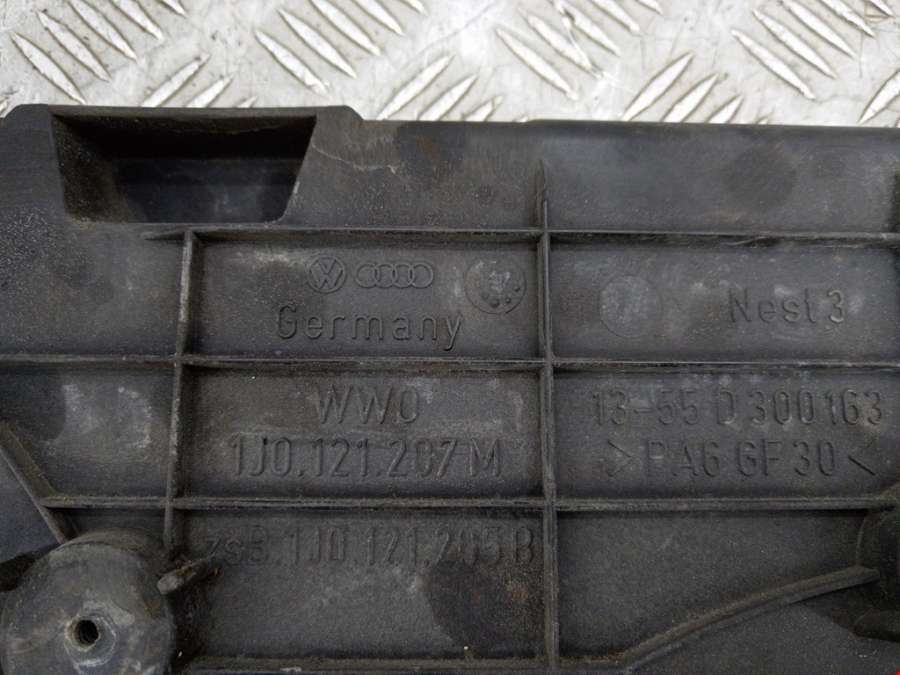 Germany
Nest 3
WWO
1J0.121.207 M
13-55 D 300163
>PA6 GF 30<
ZSB.1J0.121.205 B